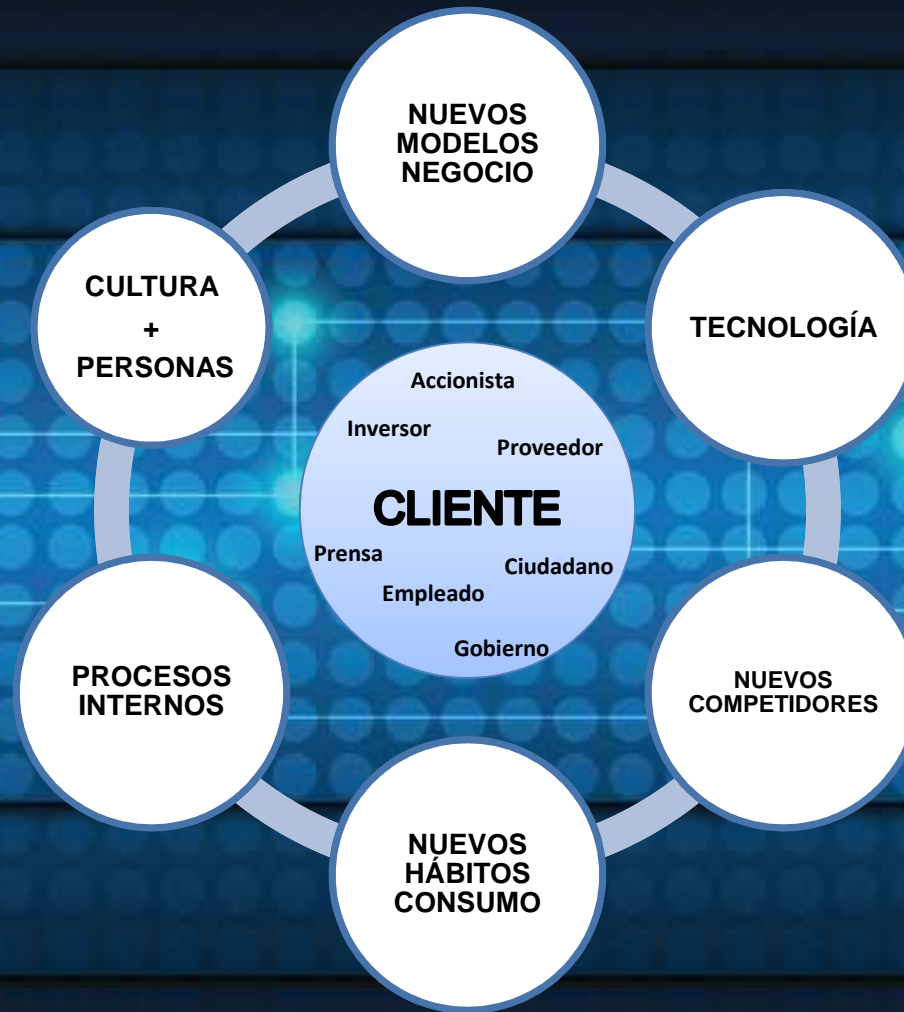 NUEVOS
MODELOS
NEGOCIO
CULTURA
+
PERSONAS
TECNOLOGÍA
Accionista
Inversor
Proveedor
CLIENTE
Prensa
Ciudadano
Empleado
Gobierno
PROCESOS
INTERNOS
NUEVOS
COMPETIDORES
NUEVOS
HÁBITOS
CONSUMO